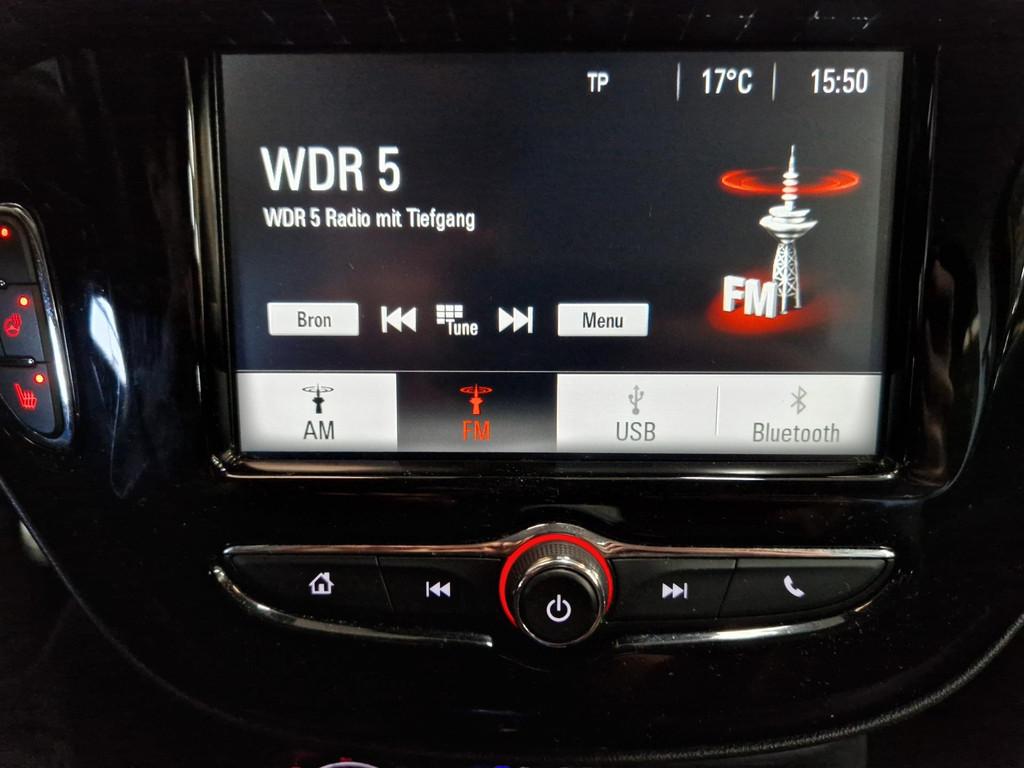 TP 17°C 15:50
WDR 5
WDR 5 Radio mit Tiefgang
FM
Bron Tune Menu
AM FM USB Bluetooth